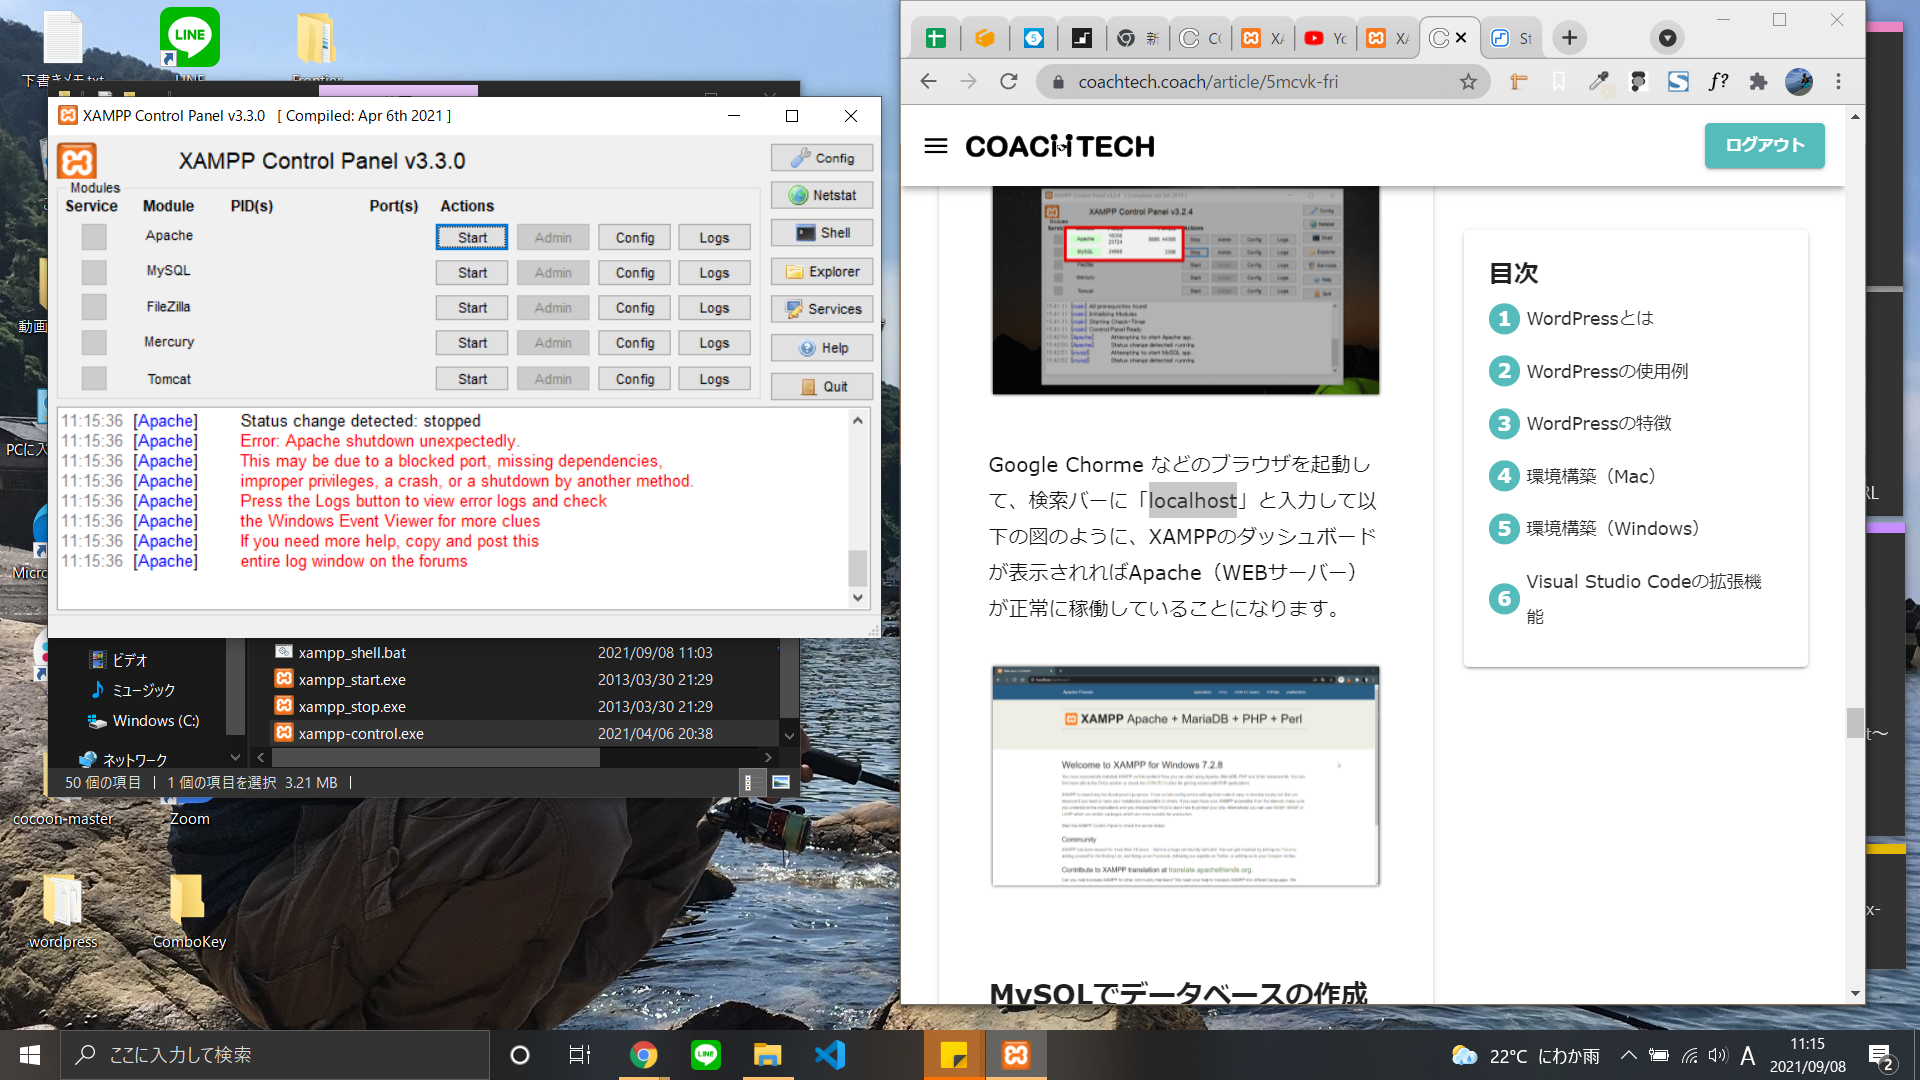 下書きメモ.txt
LINE
LINE
Frontier
動画
PCに入
Micro
cocoon-master
Zoom
wordpress
ComboKey
XAMPP Control Panel v3.3.0 [ Compiled: Apr 6th 2021 ]
XAMPP Control Panel v3.3.0
Modules
Service Module PID(s) Port(s) Actions
Apache Start Admin Config Logs
MySQL Start Admin Config Logs
FileZilla Start Admin Config Logs
Mercury Start Admin Config Logs
Tomcat Start Admin Config Logs
Config
Netstat
Shell
Explorer
Services
Help
Quit
11:15:36 [Apache] Status change detected: stopped
11:15:36 [Apache] Error: Apache shutdown unexpectedly.
11:15:36 [Apache] This may be due to a blocked port, missing dependencies,
11:15:36 [Apache] improper privileges, a crash, or a shutdown by another method.
11:15:36 [Apache] Press the Logs button to view error logs and check
11:15:36 [Apache] the Windows Event Viewer for more clues
11:15:36 [Apache] If you need more help, copy and post this
11:15:36 [Apache] entire log window on the forums
ビデオ
ミュージック
Windows (C:)
ネットワーク
xampp_shell.bat 2021/09/08 11:03
xampp_start.exe 2013/03/30 21:29
xampp_stop.exe 2013/03/30 21:29
xampp-control.exe 2021/04/06 20:38
50 個の項目 | 1 個の項目を選択 3.21 MB |
coachtech.coach/article/5mcvk-fri
f?
COACHTECH
ログアウト
XAMPP Control Panel v3.2.4
Google Chorme などのブラウザを起動し
て、検索バーに「localhost」と入力して以
下の図のように、XAMPPのダッシュボード
が表示されればApache（WEBサーバー）
が正常に稼働していることになります。
XAMPP Apache + MariaDB + PHP + Perl
Welcome to XAMPP for Windows 7.2.8
Community
Contribute to XAMPP translation at translate.apachefriends.org.
MySQLでデータベースの作成
目次
1 WordPressとは
2 WordPressの使用例
3 WordPressの特徴
4 環境構築（Mac）
5 環境構築（Windows）
6 Visual Studio Codeの拡張機
能
RL
t～
x-
ここに入力して検索
22°C にわか雨
A
11:15
2021/09/08
2